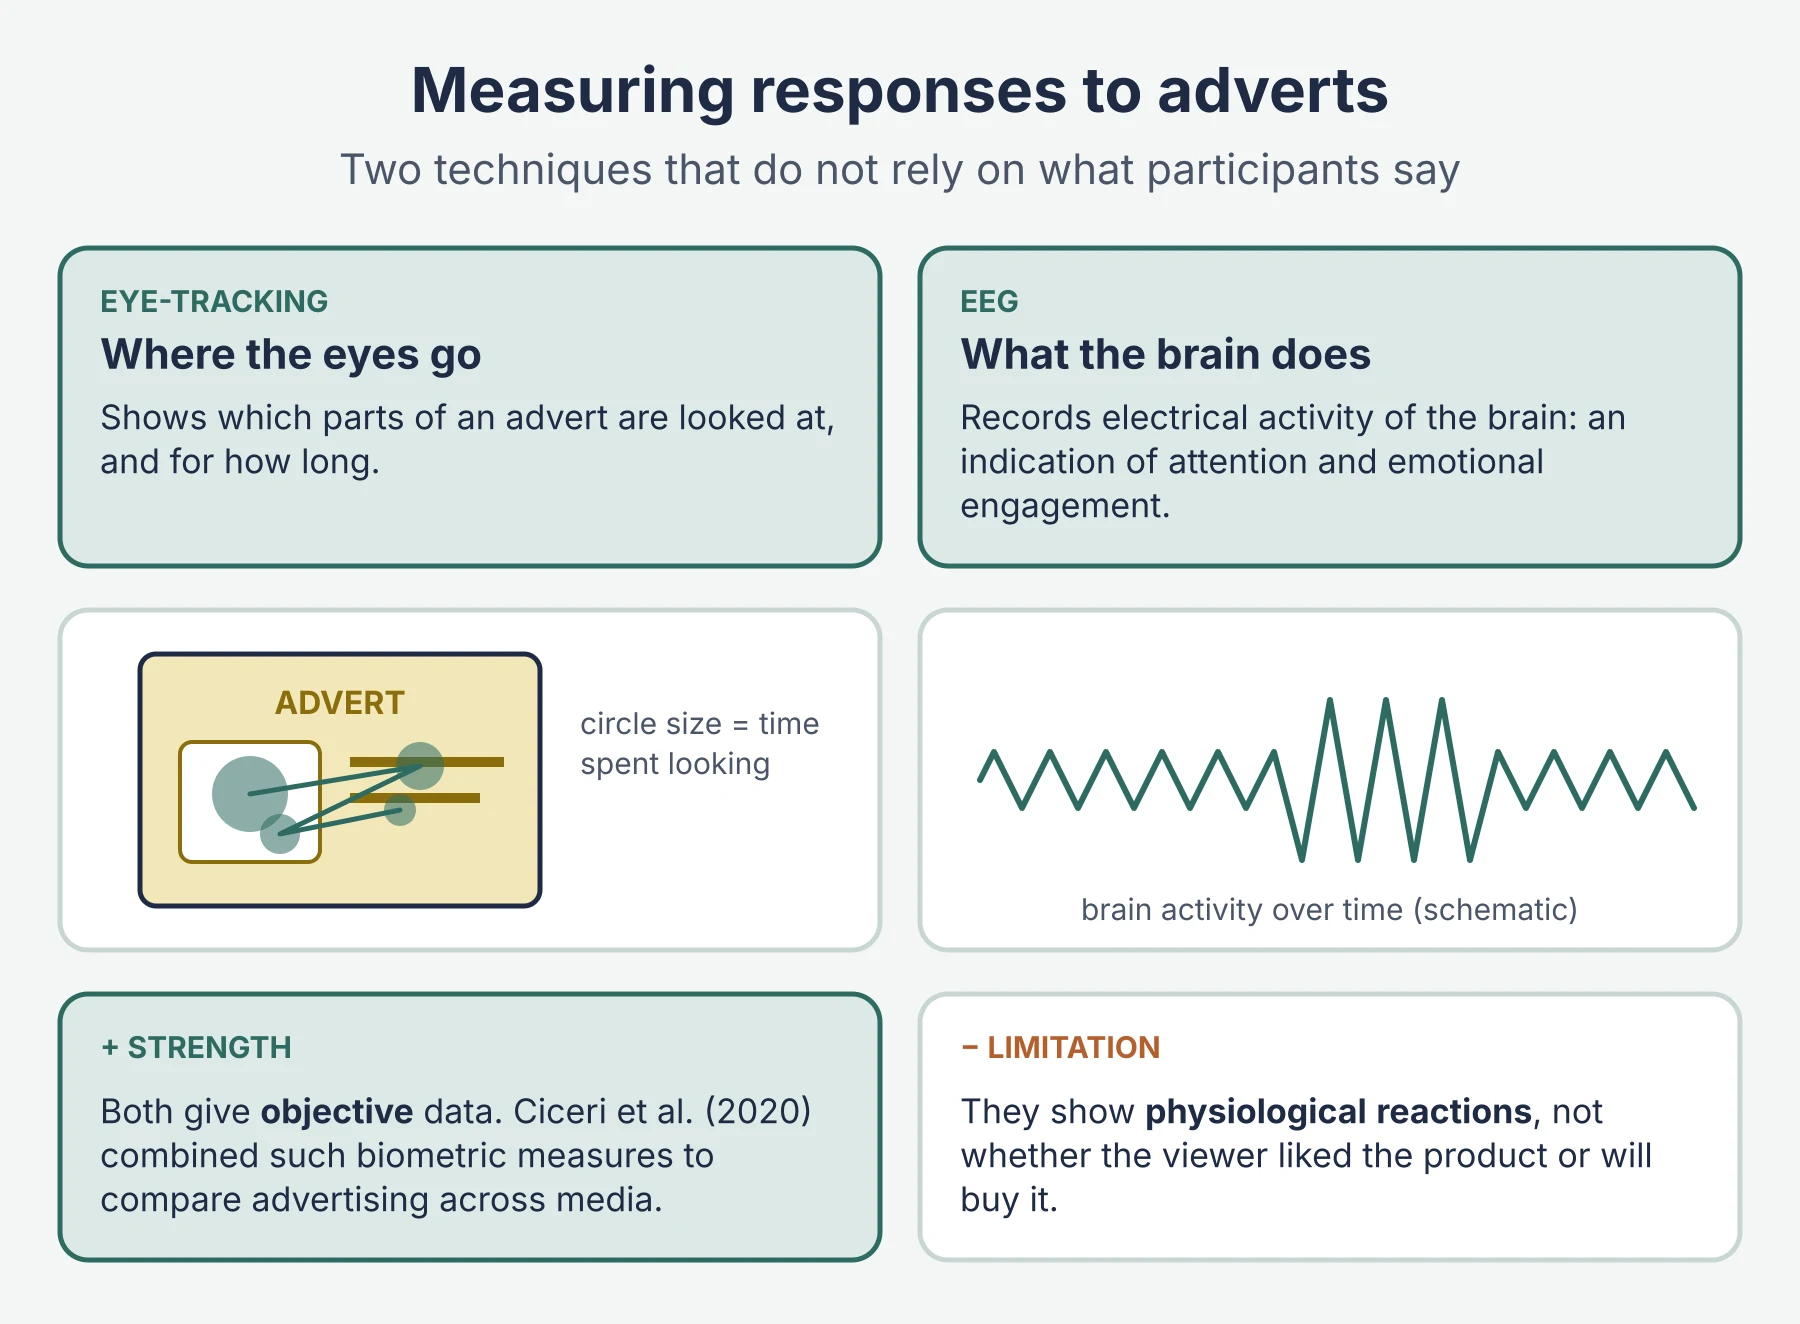 Measuring responses to adverts
Two techniques that do not rely on what participants say
EYE-TRACKING
Where the eyes go
Shows which parts of an advert are looked at,
and for how long.
EEG
What the brain does
Records electrical activity of the brain: an
indication of attention and emotional
engagement.
ADVERT
circle size = time
spent looking
brain activity over time (schematic)
+ STRENGTH
Both give objective data. Ciceri et al. (2020)
combined such biometric measures to
compare advertising across media.
− LIMITATION
They show physiological reactions, not
whether the viewer liked the product or will
buy it.